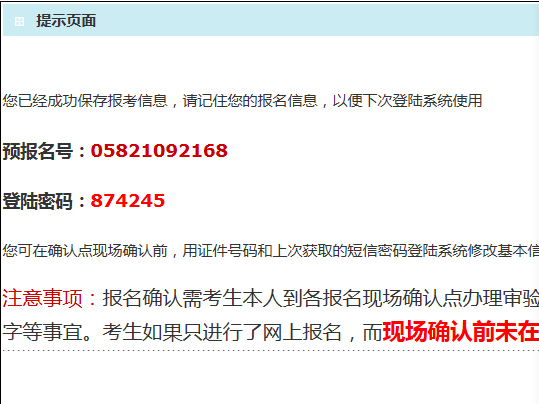 提示页面
您已经成功保存报考信息，请记住您的报名信息，以便下次登陆系统使用
预报名号：05821092168
登陆密码：874245
您可在确认点现场确认前，用证件号码和上次获取的短信密码登陆系统修改基本信
注意事项：报名确认需考生本人到各报名现场确认点办理审验
字等事宜。考生如果只进行了网上报名，而现场确认前未在